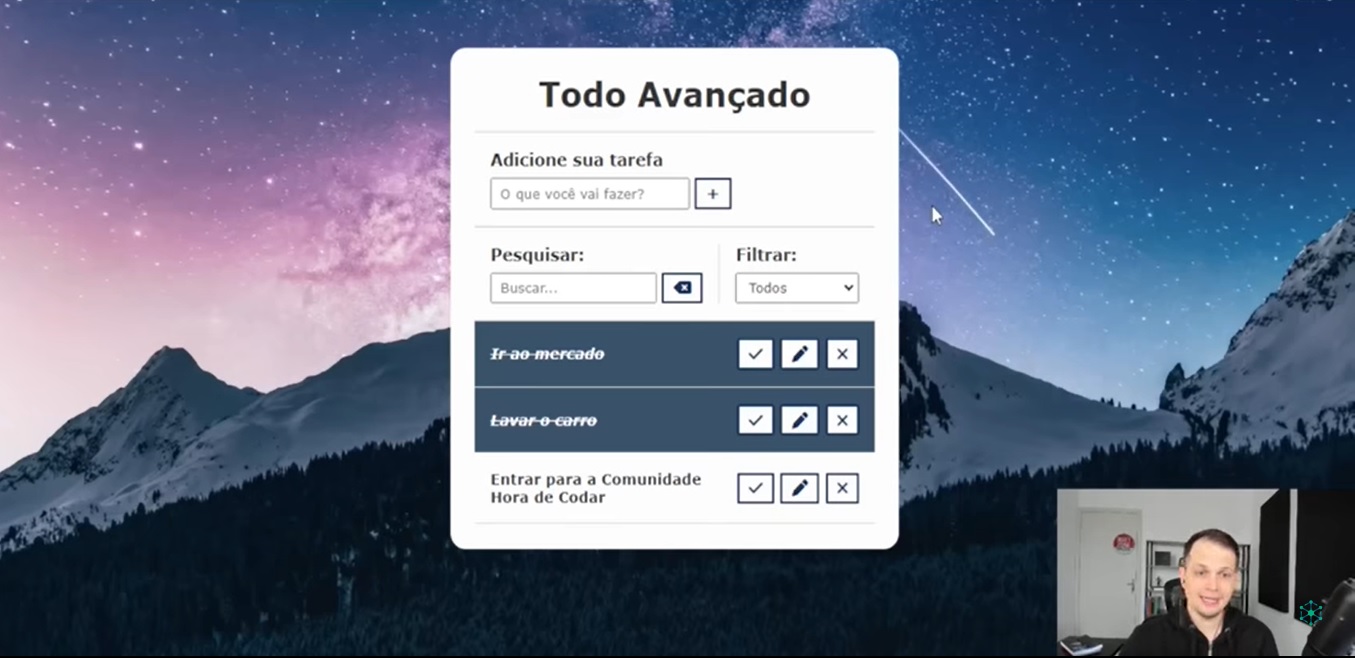 Todo Avançado
Adicione sua tarefa
O que você vai fazer?
+
Pesquisar:
Filtrar:
Buscar...
Todos
Ir ao mercado
Lavar o carro
Entrar para a Comunidade
Hora de Codar